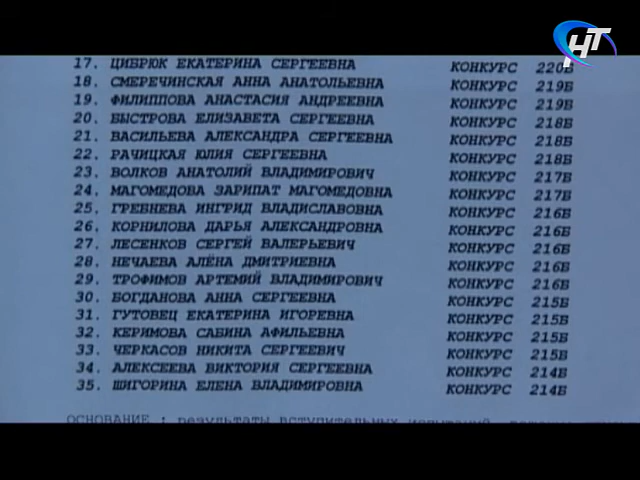 НТ
17. ЦИБРЮК ЕКАТЕРИНА СЕРГЕЕВНА КОНКУРС 220Б
18. СМЕРЕЧИНСКАЯ АННА АНАТОЛЬЕВНА КОНКУРС 219Б
19. ФИЛИППОВА АНАСТАСИЯ АНДРЕЕВНА КОНКУРС 219Б
20. БЫСТРОВА ЕЛИЗАВЕТА СЕРГЕЕВНА КОНКУРС 218Б
21. ВАСИЛЬЕВА АЛЕКСАНДРА СЕРГЕЕВНА КОНКУРС 218Б
22. РАЧИЦКАЯ ЮЛИЯ СЕРГЕЕВНА КОНКУРС 218Б
23. ВОЛКОВ АНАТОЛИЙ ВЛАДИМИРОВИЧ КОНКУРС 217Б
24. МАГОМЕДОВА ЗАРИПАТ МАГОМЕДОВНА КОНКУРС 217Б
25. ГРЕБНЕВА ИНГРИД ВЛАДИСЛАВОВНА КОНКУРС 216Б
26. КОРНИЛОВА ДАРЬЯ АЛЕКСАНДРОВНА КОНКУРС 216Б
27. ЛЕСЕНКОВ СЕРГЕЙ ВАЛЕРЬЕВИЧ КОНКУРС 216Б
28. НЕЧАЕВА АЛЁНА ДМИТРИЕВНА КОНКУРС 216Б
29. ТРОФИМОВ АРТЕМИЙ ВЛАДИМИРОВИЧ КОНКУРС 216Б
30. БОГДАНОВА АННА СЕРГЕЕВНА КОНКУРС 215Б
31. ГУТОВЕЦ ЕКАТЕРИНА ИГОРЕВНА КОНКУРС 215Б
32. КЕРИМОВА САБИНА АФИЛЬЕВНА КОНКУРС 215Б
33. ЧЕРКАСОВ НИКИТА СЕРГЕЕВИЧ КОНКУРС 215Б
34. АЛЕКСЕЕВА ВИКТОРИЯ СЕРГЕЕВНА КОНКУРС 214Б
35. ШИГОРИНА ЕЛЕНА ВЛАДИМИРОВНА КОНКУРС 214Б
ОСНОВАНИЕ : результаты вступительных испытаний,